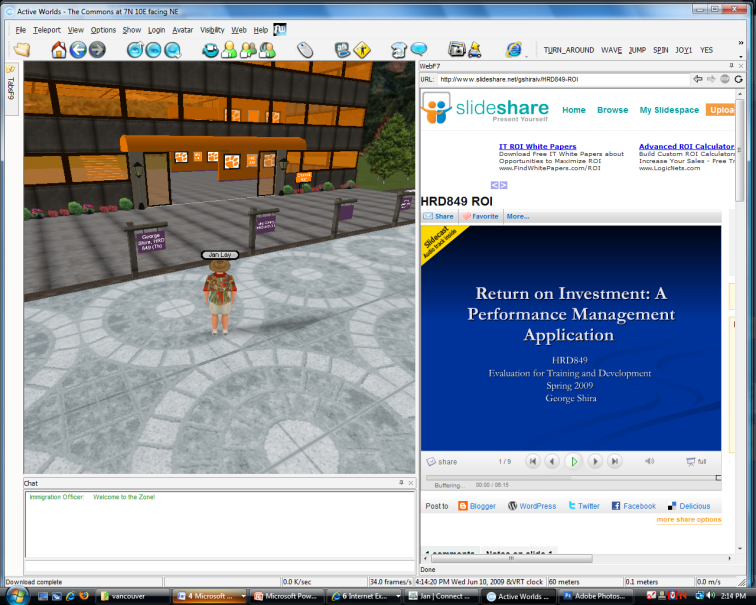 Active Worlds - The Commons at 7N 10E facing NE
File Teleport View Options Show Login Avatar Visibility Web Help
TURN_AROUND WAVE JUMP SPIN JOY1 YES
TabsF9
WebF7
URL: http://www.slideshare.net/gshiraiv/HRD849-ROI
slideshare
Present Yourself
Home Browse My Slidespace Uploa
IT ROI White Papers
Download Free IT White Papers about
Opportunities to Maximize ROI
www.FindWhitePapers.com/ROI
Advanced ROI Calculator
Build Custom ROI Calculator
Increase Your Sales - Free T
www.LogicNets.com
HRD849 ROI
Share Favorite More...
Slidecast
Audio track inside
Return on Investment: A
Performance Management
Application
HRD849
Evaluation for Training and Development
Spring 2009
George Shira
share 1 / 9 full
Buffering... 00:00 / 06:15
Post to Blogger WordPress Twitter Facebook Delicious
more share options
1 comments Notes on slide 1
Done
George
Shira, HRD
849 (Th)
Jan Lay
Chat
Immigration Officer: Welcome to the Zone!
Download complete 0.0 K/sec 34.0 frames/s 4:14:20 PM Wed Jun 10, 2009 &VRT clock 60 meters 0.1 meters 0.0 m/s
vancouver 4 Microsoft ... Microsoft Pow... 6 Internet Ex... Jan | Connect ... Active Worlds ... Adobe Photos... 2:14 PM